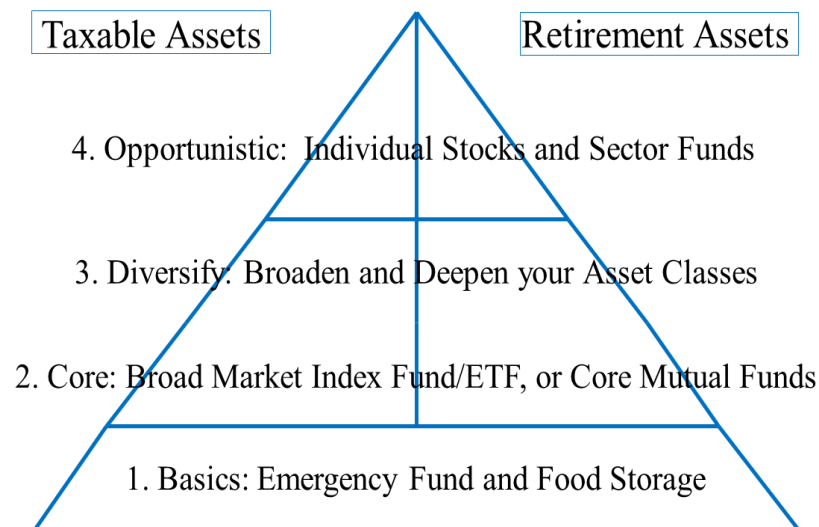 Taxable Assets
Retirement Assets
4. Opportunistic: Individual Stocks and Sector Funds
3. Diversify: Broaden and Deepen your Asset Classes
2. Core: Broad Market Index Fund/ETF, or Core Mutual Funds
1. Basics: Emergency Fund and Food Storage